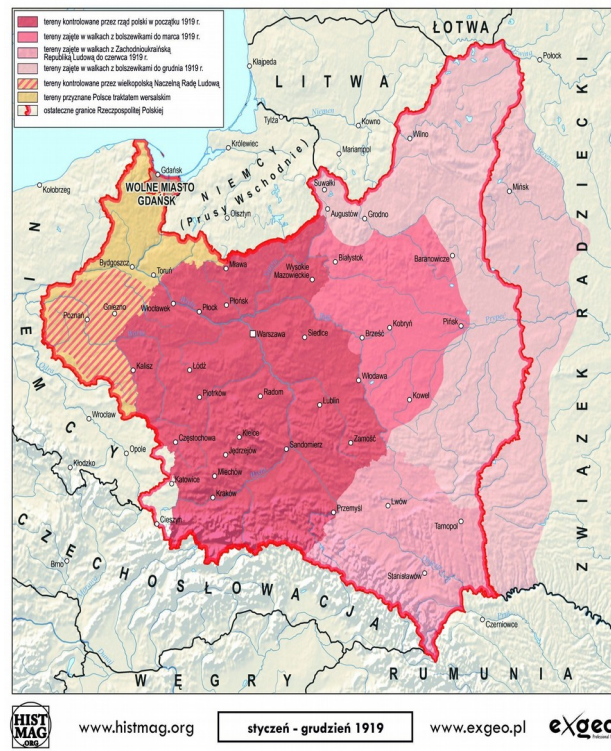 tereny kontrolowane przez rząd polski w początku 1919 r.
tereny zajęte w walkach z bolszewikami do marca 1919 r.
tereny zajęte w walkach z Zachodnioukraińską
Republiką Ludową do czerwca 1919 r.
tereny zajęte w walkach z bolszewikami do grudnia 1919 r.
tereny kontrolowane przez wielkopolską Naczelną Radę Ludową
tereny przyznane Polsce traktatem wersalskim
ostateczne granice Rzeczpospolitej Polskiej
ŁOTWA
Połock
Kłajpeda
LITWA
Niemen
Tylża
Kowno
Wilno
Królewiec
Mariampol
Gdańsk
WOLNE MIASTO
GDAŃSK
NIEMCY
(Prusy Wschodnie)
Kołobrzeg
Suwałki
Mińsk
Augustów
Grodno
Olsztyn
Bydgoszcz
Toruń
Mława
Wysokie
Mazowieckie
Białystok
Baranowicze
Poznań
Gniezno
Włocławek
Płock
Płońsk
Warszawa
Siedlce
Brześć
Kobryń
Pińsk
Prypeć
Kalisz
Łódź
Włodawa
Piotrków
Radom
Lublin
Kowel
Wrocław
Częstochowa
Kielce
Jędrzejów
Sandomierz
Zamość
Opole
Kłodzko
Katowice
Miechów
Kraków
Przemyśl
Lwów
Tarnopol
Cieszyn
Brno
Stanisławów
Czerniowce
NIEMCY
ZWIĄZEK RADZIECKI
CZECHOSŁOWACJA
WĘGRY
RUMUNIA
HIST
MAG
.ORG
www.histmag.org
styczeń - grudzień 1919
www.exgeo.pl
exgeo